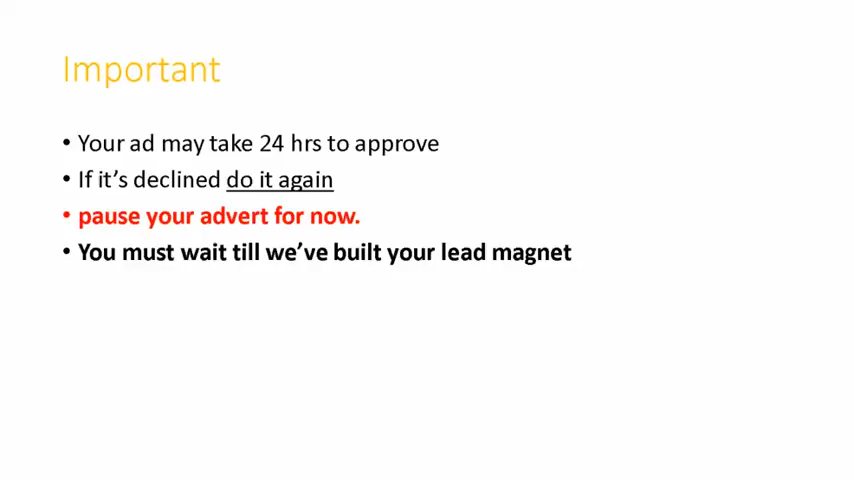 Important
• Your ad may take 24 hrs to approve
• If it’s declined do it again
• pause your advert for now.
• You must wait till we’ve built your lead magnet